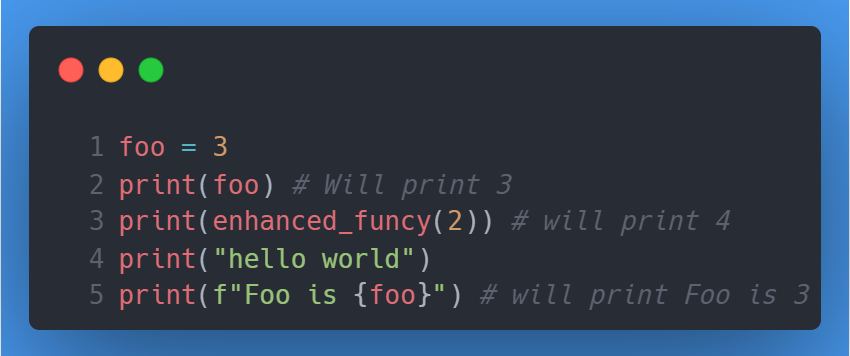 1 foo = 3
2 print(foo) # Will print 3
3 print(enhanced_funcy(2)) # will print 4
4 print("hello world")
5 print(f"Foo is {foo}") # will print Foo is 3